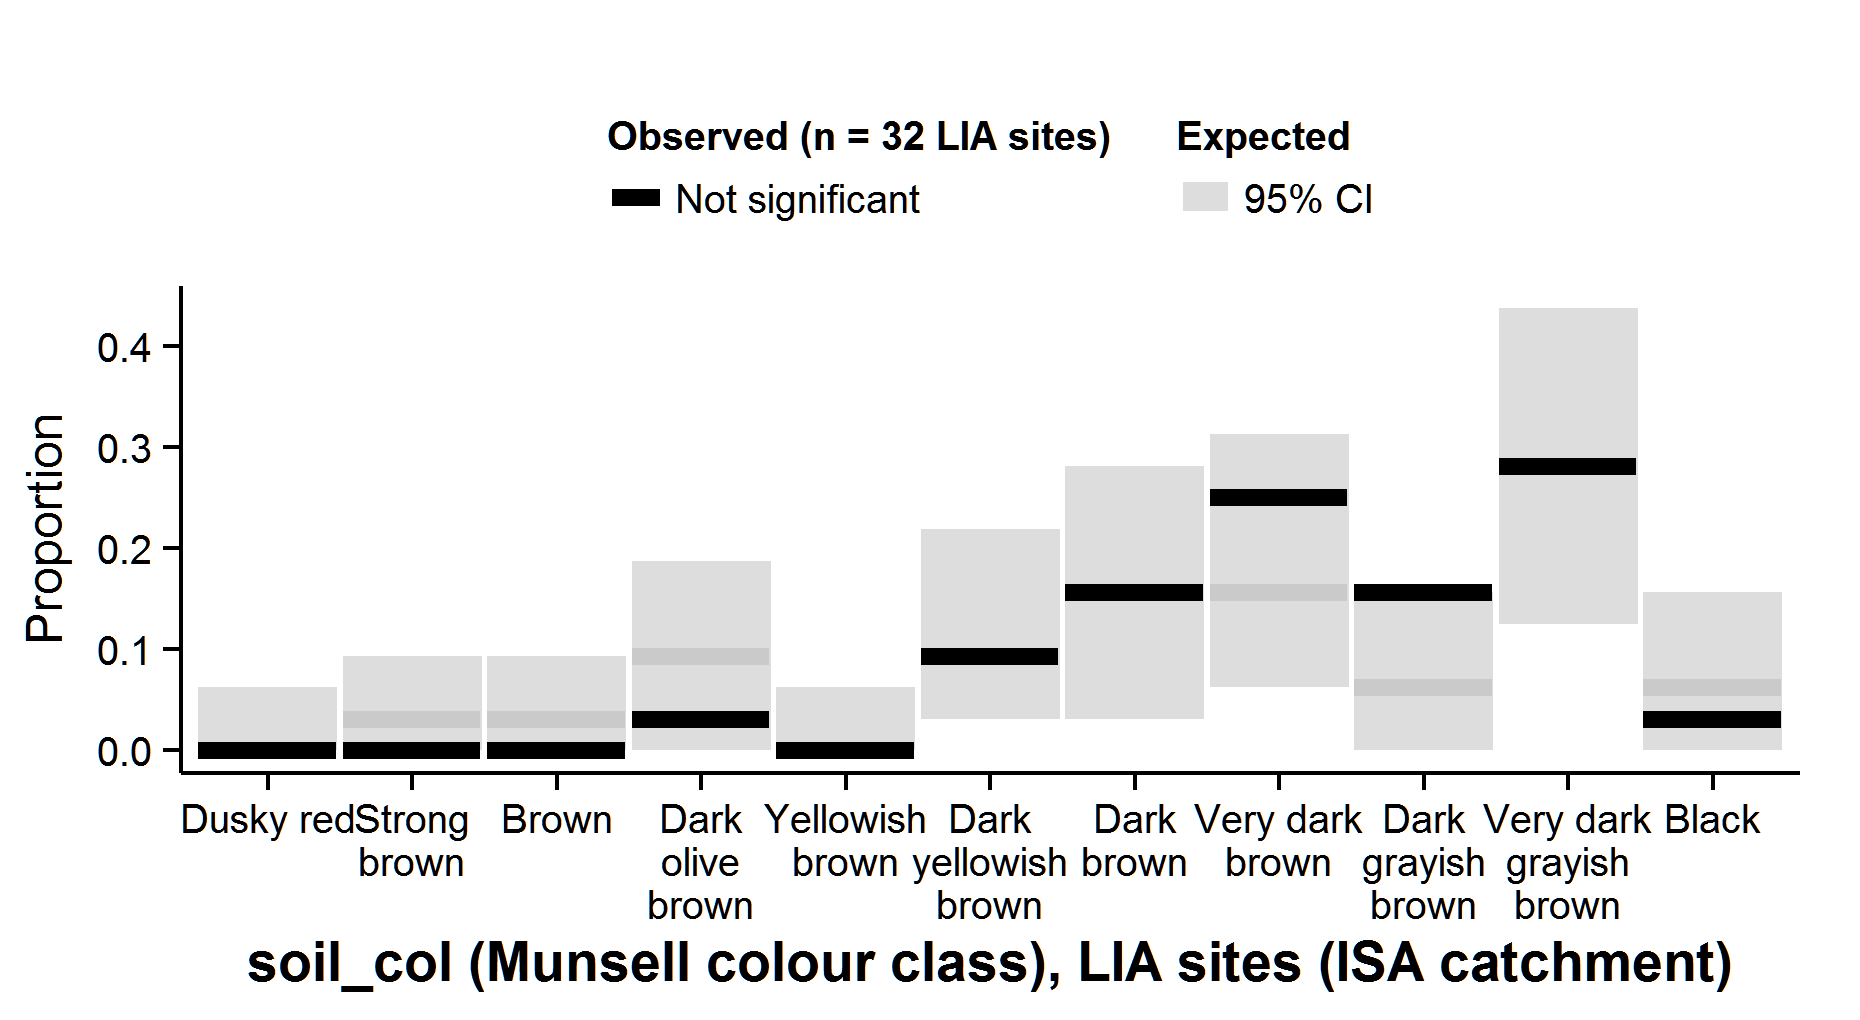 Observed (n = 32 LIA sites) Expected
Not significant 95% CI
Proportion
0.4
0.3
0.2
0.1
0.0
Dusky red
Strong
brown
Brown
Dark
olive
brown
Yellowish
brown
Dark
yellowish
brown
Dark
brown
Very dark
brown
Dark
grayish
brown
Very dark
grayish
brown
Black
soil_col (Munsell colour class), LIA sites (ISA catchment)